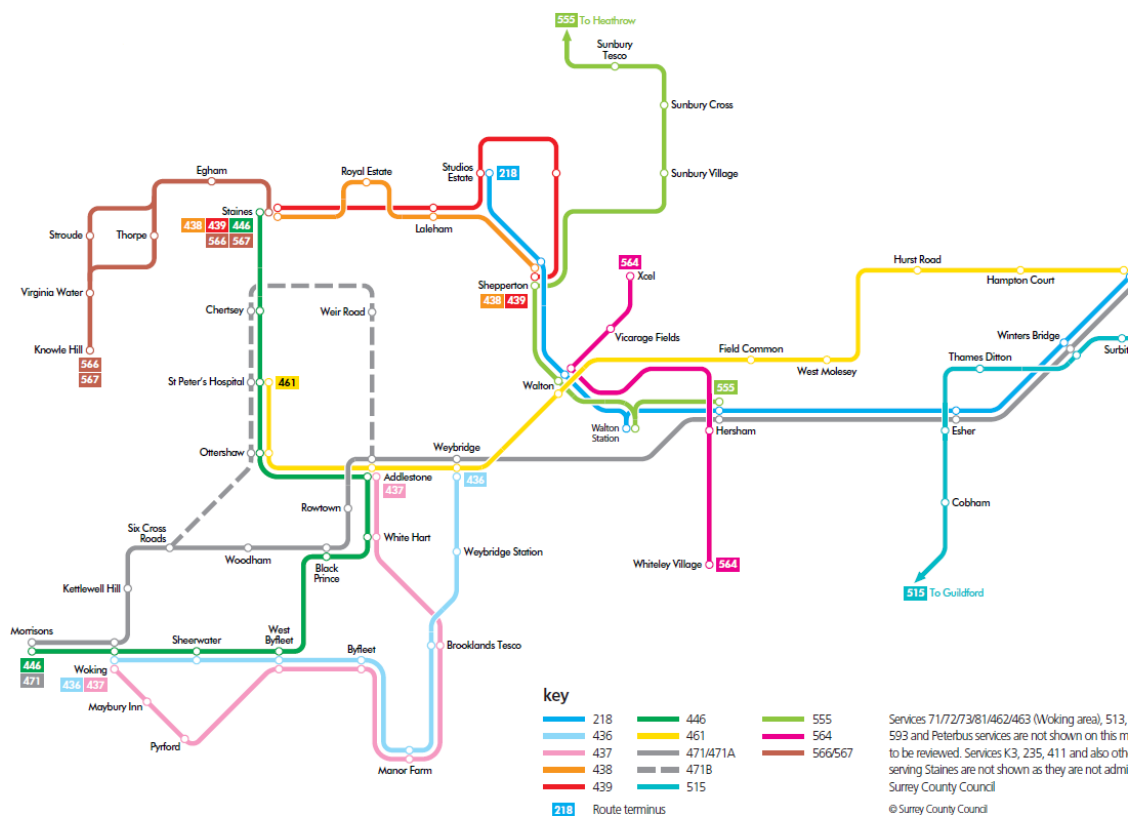 555 To Heathrow
Sunbury
Tesco
Sunbury Cross
Sunbury Village
Egham
Royal Estate
Studios
Estate
218
Staines
438 439 446
566 567
Laleham
Stroude
Thorpe
Virginia Water
Knowle Hill
566
567
Chertsey
Weir Road
Shepperton
438 439
564
Xcel
Vicarage Fields
Hurst Road
Hampton Court
Field Common
West Molesey
Winters Bridge
Thames Ditton
St Peter's Hospital
461
Walton
555
Walton
Station
Hersham
Esher
Ottershaw
Weybridge
436
Addlestone
437
Rowtown
White Hart
Cobham
Six Cross
Roads
Woodham
Black
Prince
Weybridge Station
Whiteley Village
564
515 To Guildford
Kettlewell Hill
Morrisons
446
471
Sheerwater
West
Byfleet
Byfleet
Brooklands Tesco
Woking
436 437
Maybury Inn
Pyrford
Manor Farm
key
218
436
437
438
439
446
461
471/471A
471B
515
555
564
566/567
218 Route terminus
Services 71/72/73/81/462/463 (Woking area), 513,
593 and Peterbus services are not shown on this
to be reviewed. Services K3, 235, 411 and also
serving Staines are not shown as they are not
Surrey County Council
© Surrey County Council